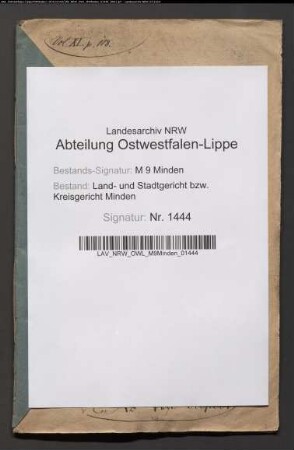 Landesarchiv NRW
Abteilung Ostwestfalen-Lippe
Bestands-Signatur: M 9 Minden
Bestand: Land- und Stadtgericht bzw.
Kreisgericht Minden
Signatur: Nr. 1444
LAV_NRW_OWL_M9Minden_01444